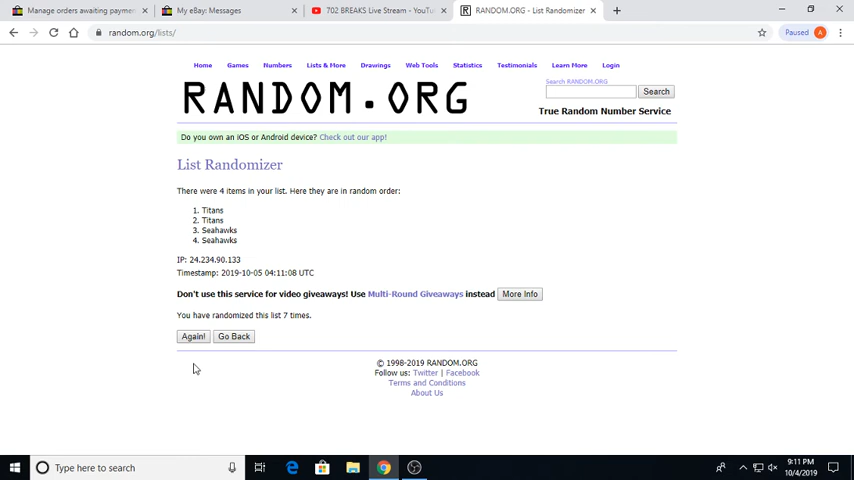 Manage orders awaiting paymen
My eBay: Messages
702 BREAKS Live Stream - YouTu
RANDOM.ORG - List Randomizer
random.org/lists/
Paused
A
Home Games Numbers Lists & More Drawings Web Tools Statistics Testimonials Learn More Login
RANDOM.ORG
Search RANDOM.ORG
Search
True Random Number Service
Do you own an iOS or Android device? Check out our app!
List Randomizer
There were 4 items in your list. Here they are in random order:
1. Titans
2. Titans
3. Seahawks
4. Seahawks
IP: 24.234.90.133
Timestamp: 2019-10-05 04:11:08 UTC
Don't use this service for video giveaways! Use Multi-Round Giveaways instead More Info
You have randomized this list 7 times.
Again! Go Back
© 1998-2019 RANDOM.ORG
Follow us: Twitter | Facebook
Terms and Conditions
About Us
Type here to search
9:11 PM
10/4/2019